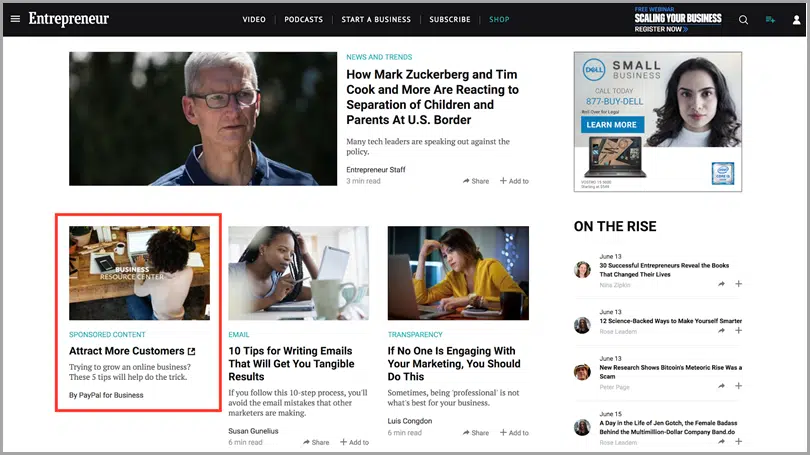 Entrepreneur
VIDEO
PODCASTS
START A BUSINESS
SUBSCRIBE
SHOP
FREE WEBINAR
SCALING YOUR BUSINESS
REGISTER NOW
NEWS AND TRENDS
How Mark Zuckerberg and Tim
Cook and More Are Reacting to
Separation of Children and
Parents At U.S. Border
Many tech leaders are speaking out against the
policy.
Entrepreneur Staff
3 min read
Share
Add to
DELL
SMALL
BUSINESS
CALL TODAY
877-BUY-DELL
Roll Over for Legal
LEARN MORE
BUSINESS
RESOURCE CENTER
SPONSORED CONTENT
Attract More Customers
Trying to grow an online business?
These 5 tips will help do the trick.
By PayPal for Business
EMAIL
10 Tips for Writing Emails
That Will Get You Tangible
Results
If you follow this 10-step process, you'll
avoid the email mistakes that other
marketers are making.
Susan Gunelius
6 min read
Share
Add to
TRANSPARENCY
If No One Is Engaging With
Your Marketing, You Should
Do This
Sometimes, being 'professional' is not
what's best for your business.
Luis Congdon
6 min read
Share
Add to
ON THE RISE
June 13
30 Successful Entrepreneurs Reveal the Books
That Changed Their Lives
Nina Zipkin
June 13
12 Science-Backed Ways to Make Yourself Smarter
Rose Leadem
June 13
New Research Shows Bitcoin's Meteoric Rise was a
Scam
Peter Page
June 15
A Day in the Life of Jen Gotch, the Female Badass
Behind the Multimillion-Dollar Company Band.do
Rose Leadem